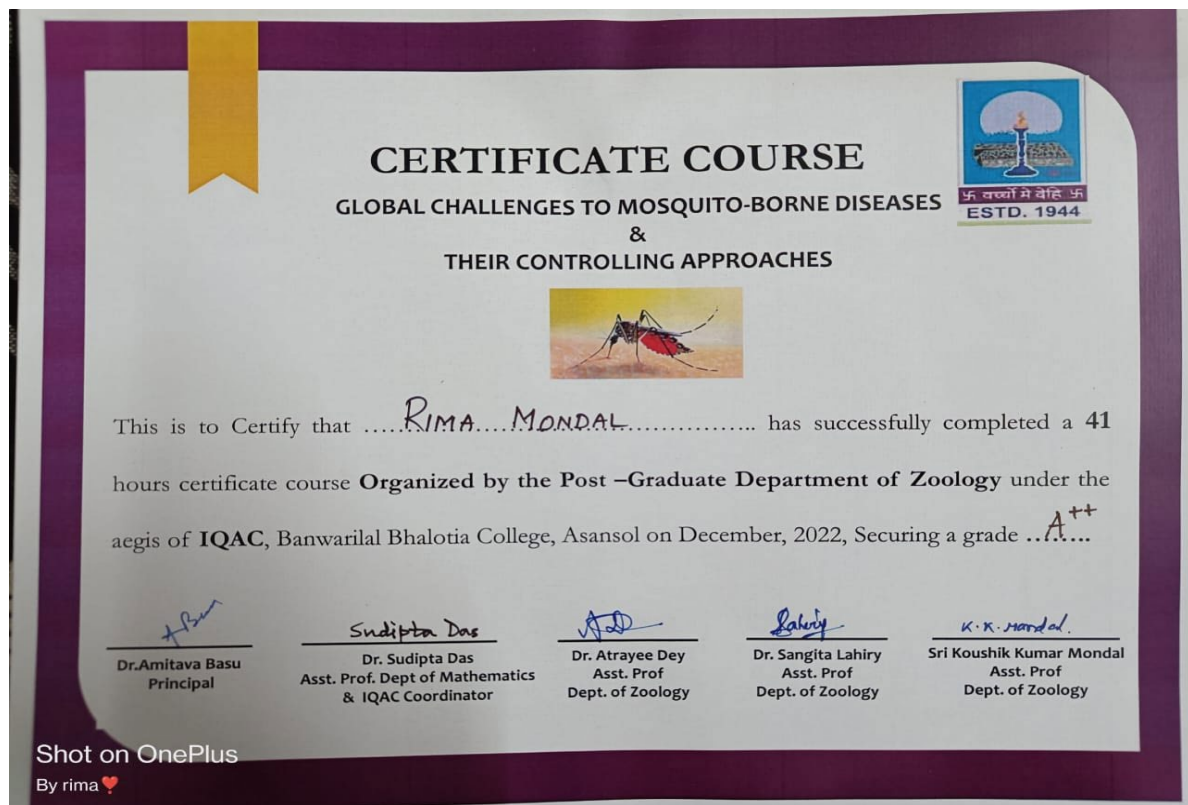 CERTIFICATE COURSE
GLOBAL CHALLENGES TO MOSQUITO-BORNE DISEASES
&
THEIR CONTROLLING APPROACHES
卐 वर्च्चो मे देहि 卐
ESTD. 1944
This is to Certify that .....RIMA....MONDAL................ has successfully completed a 41
hours certificate course Organized by the Post –Graduate Department of Zoology under the
aegis of IQAC, Banwarilal Bhalotia College, Asansol on December, 2022, Securing a grade ..A++....
Sudipta Das
Lahiry
K. K. Mandal.
Dr.Amitava Basu
Principal
Dr. Sudipta Das
Asst. Prof. Dept of Mathematics
& IQAC Coordinator
Dr. Atrayee Dey
Asst. Prof
Dept. of Zoology
Dr. Sangita Lahiry
Asst. Prof
Dept. of Zoology
Sri Koushik Kumar Mondal
Asst. Prof
Dept. of Zoology
Shot on OnePlus
By rima❤